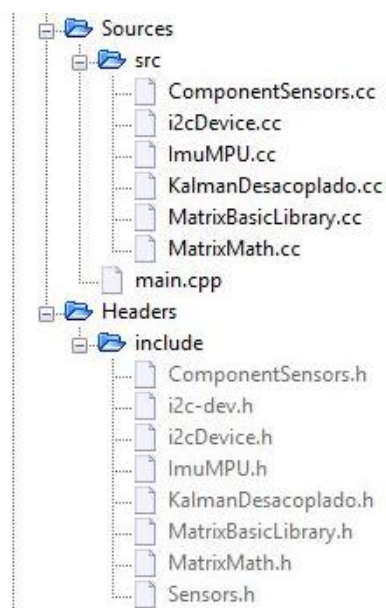 Sources
src
ComponentSensors.cc
i2cDevice.cc
ImuMPU.cc
KalmanDesacoplado.cc
MatrixBasicLibrary.cc
MatrixMath.cc
main.cpp
Headers
include
ComponentSensors.h
i2c-dev.h
i2cDevice.h
ImuMPU.h
KalmanDesacoplado.h
MatrixBasicLibrary.h
MatrixMath.h
Sensors.h